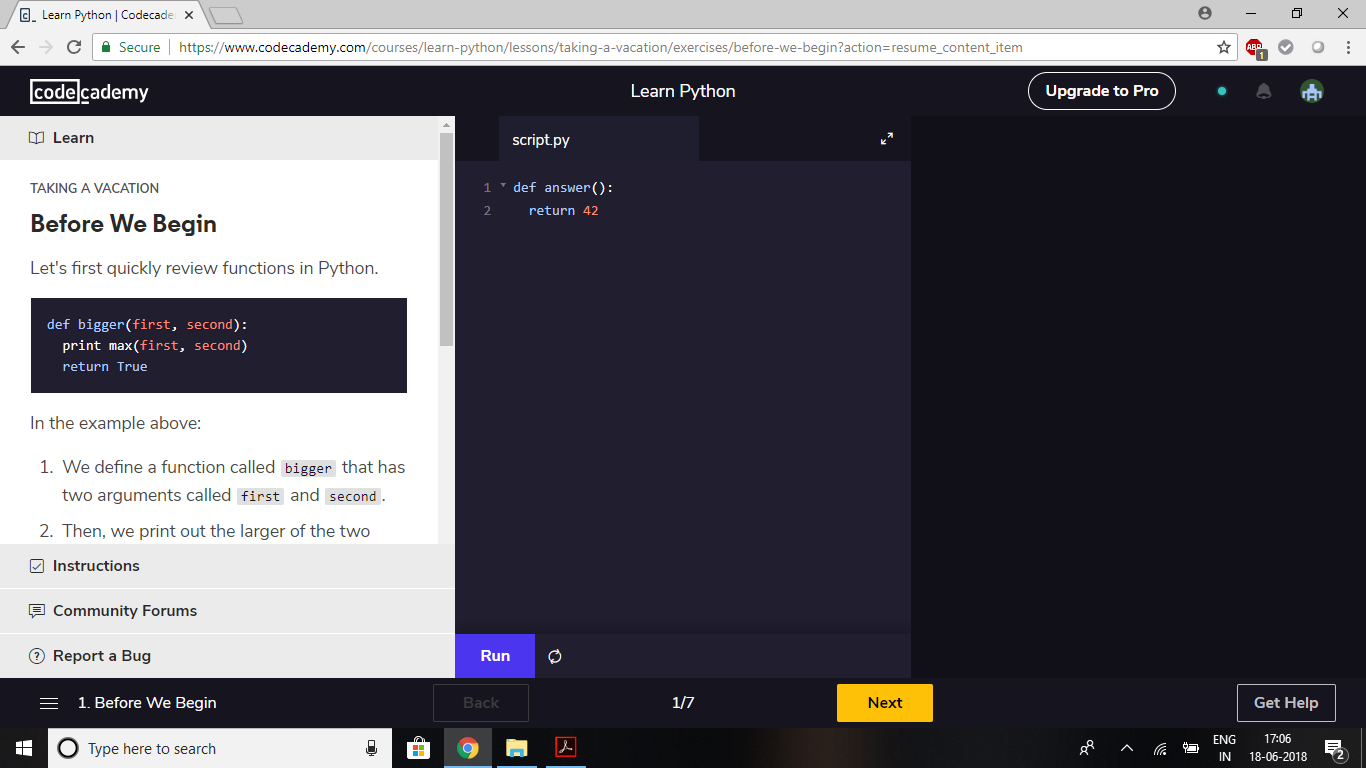 Learn Python | Codecade
Secure
https://www.codecademy.com/courses/learn-python/lessons/taking-a-vacation/exercises/before-we-begin?action=resume_content_item
ABP
1
codecademy
Learn Python
Upgrade to Pro
Learn
TAKING A VACATION
Before We Begin
Let's first quickly review functions in Python.
def bigger(first, second):
print max(first, second)
return True
In the example above:
1. We define a function called bigger that has
two arguments called first and second.
2. Then, we print out the larger of the two
Instructions
Community Forums
Report a Bug
script.py
1 def answer():
2 return 42
Run
1. Before We Begin
Back
1/7
Next
Get Help
Type here to search
ENG
IN
17:06
18-06-2018
2